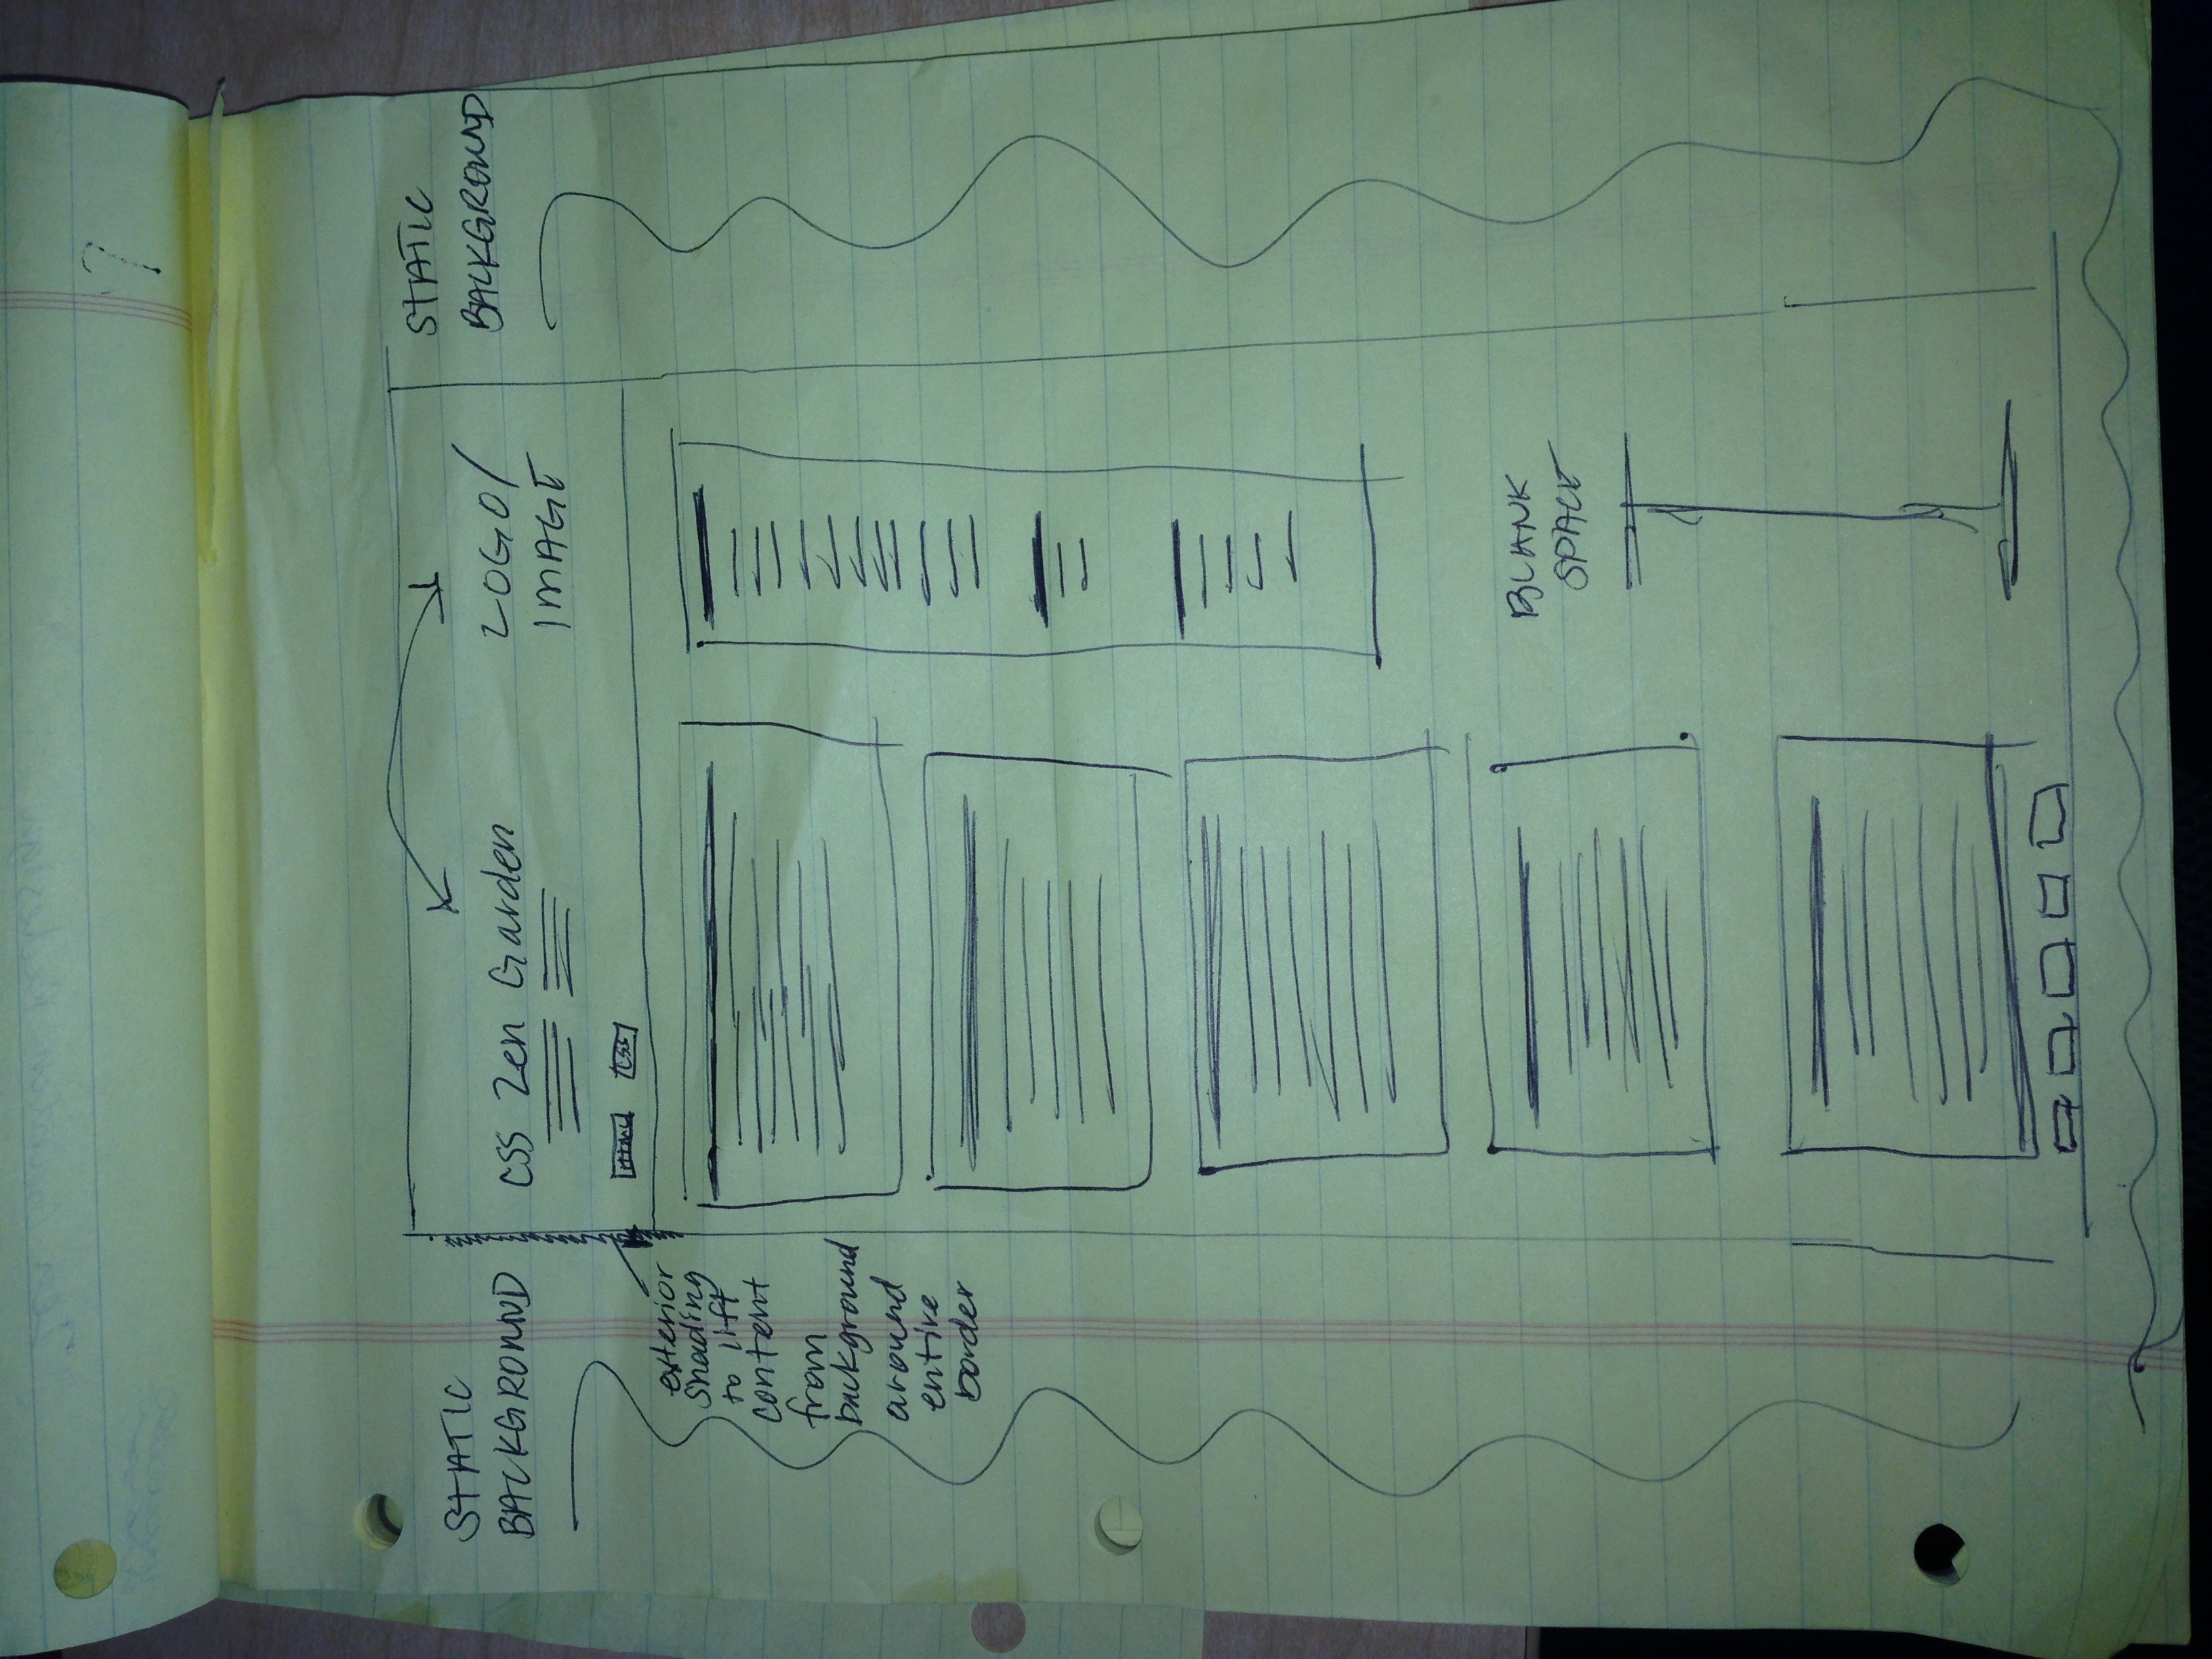 STATIC
BACKGROUND
CSS Zen Garden
LOGO/
IMAGE
HTML
CSS
STATIC
BACKGROUND
exterior
shading
to lift
content
from
background
around
entire
border
BLANK
SPACE